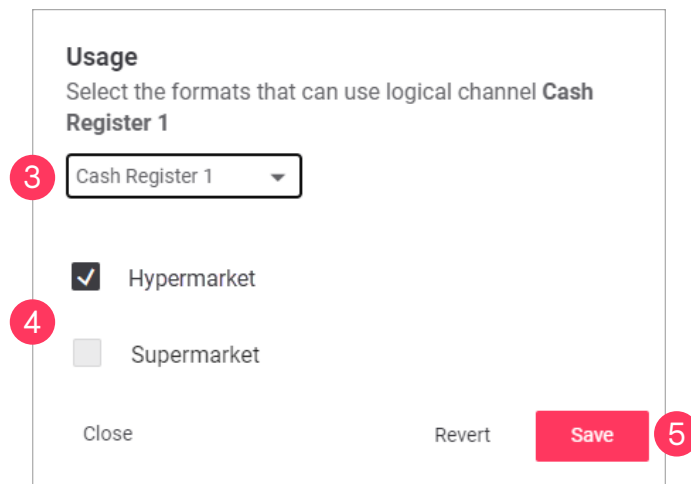 Usage
Select the formats that can use logical channel Cash
Register 1
3
Cash Register 1
Hypermarket
4
Supermarket
Close
Revert
Save
5